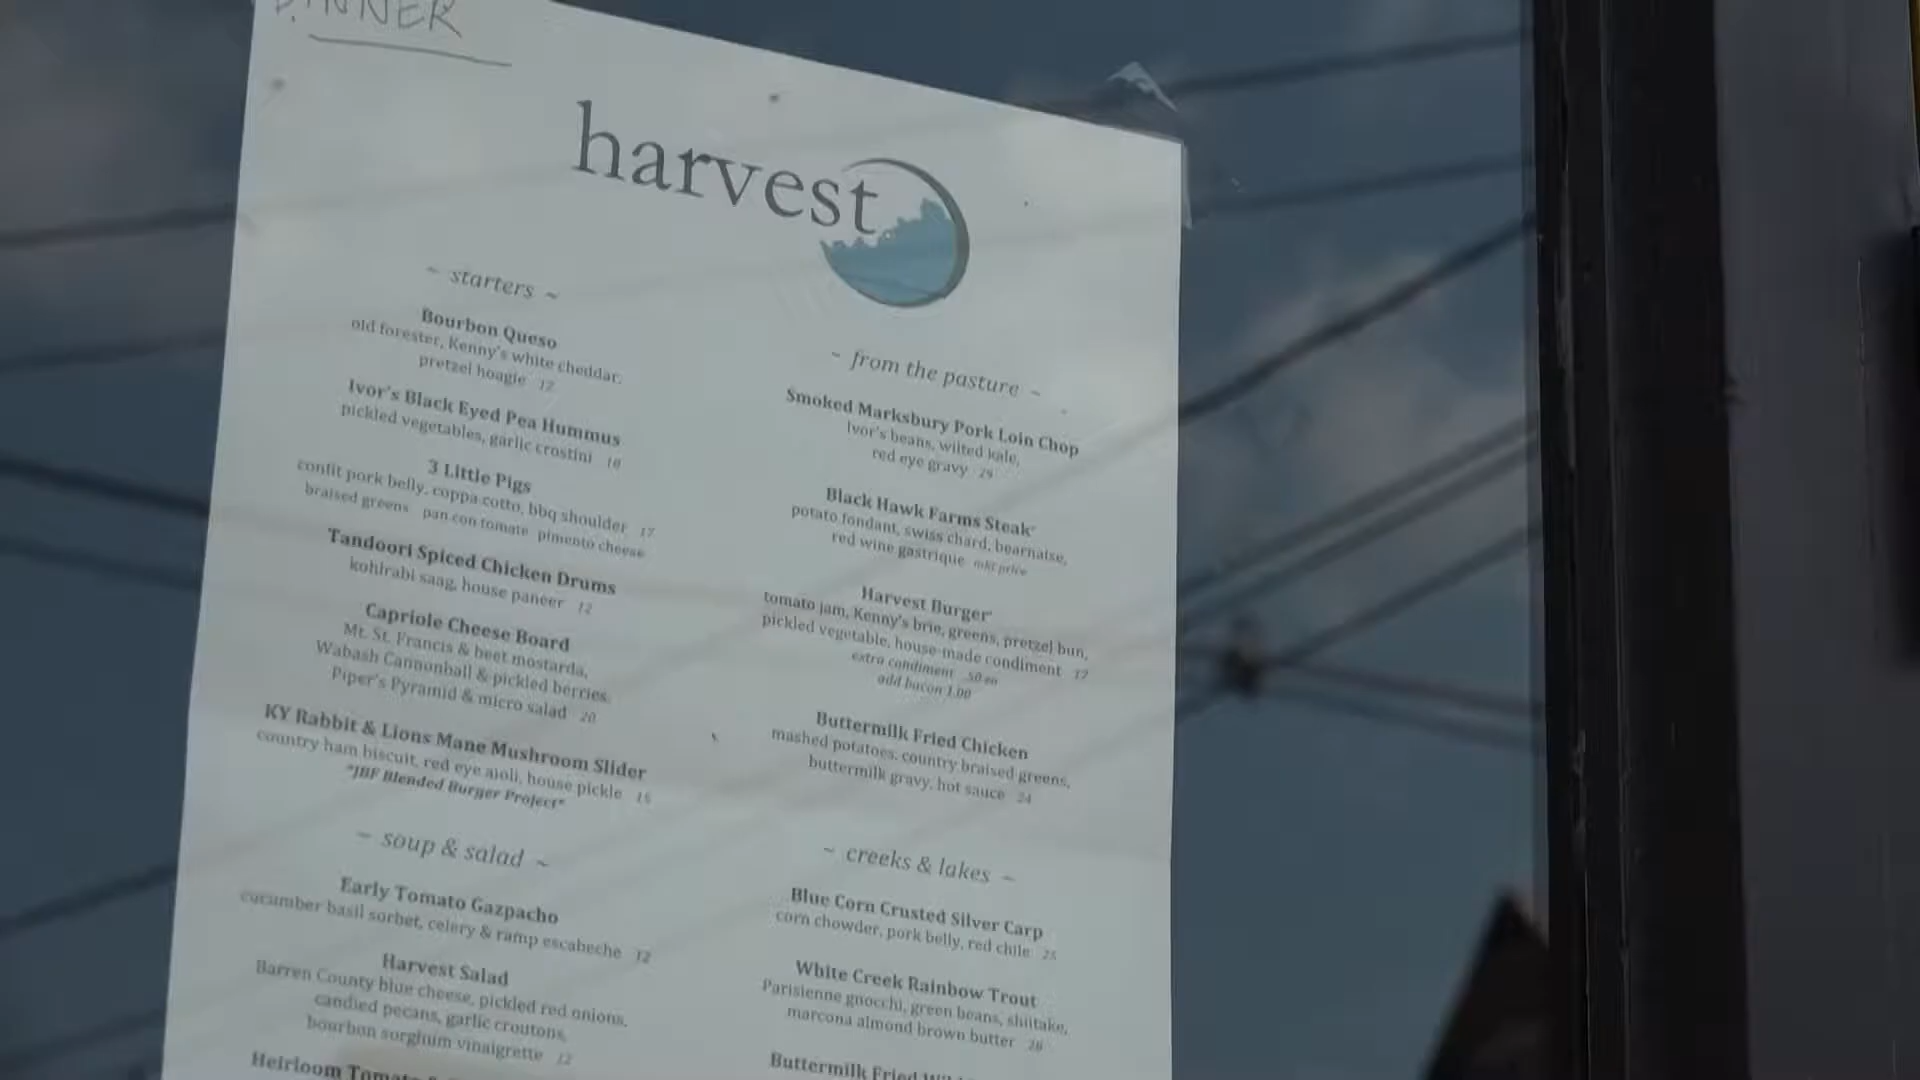 DINNER
harvest
~ starters ~
Bourbon Queso
old forester, Kenny's white cheddar,
pretzel hoagie 12
Ivor's Black Eyed Pea Hummus
pickled vegetables, garlic crostini 10
3 Little Pigs
confit pork belly, coppa cotto, bbq shoulder 17
braised greens pan con tomate pimento cheese
Tandoori Spiced Chicken Drums
kohlrabi saag, house paneer 12
Capriole Cheese Board
Mt. St. Francis & beet mostarda,
Wabash Cannonball & pickled berries,
Piper's Pyramid & micro salad 20
KY Rabbit & Lions Mane Mushroom Slider
country ham biscuit, red eye aioli, house pickle 15
*JBF Blended Burger Project*
~ soup & salad ~
Early Tomato Gazpacho
cucumber basil sorbet, celery & ramp escabeche 12
Harvest Salad
Barren County blue cheese, pickled red onions,
candied pecans, garlic croutons,
bourbon sorghum vinaigrette 12
Heirloom
~ from the pasture ~
Smoked Marksbury Pork Loin Chop
Ivor's beans, wilted kale,
red eye gravy 29
Black Hawk Farms Steak*
potato fondant, swiss chard, bearnaise,
red wine gastrique mkt price
Harvest Burger*
tomato jam, Kenny's brie, greens, pretzel bun,
pickled vegetable, house-made condiment 17
extra condiment .50 ea
add bacon 1.00
Buttermilk Fried Chicken
mashed potatoes, country braised greens,
buttermilk gravy, hot sauce 24
~ creeks & lakes ~
Blue Corn Crusted Silver Carp
corn chowder, pork belly, red chile 25
White Creek Rainbow Trout
Parisienne gnocchi, green beans, shiitake,
marcona almond brown butter 28
Buttermilk Fried